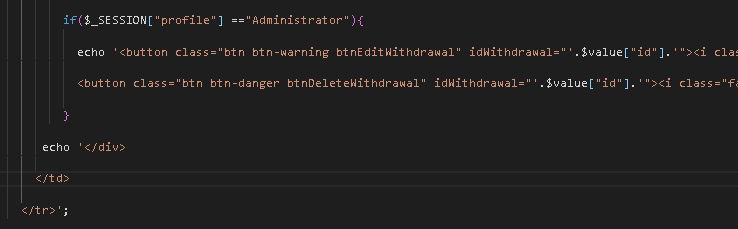 if($_SESSION["profile"] =="Administrator"){
echo '<button class="btn btn-warning btnEditWithdrawal" idWithdrawal="'.$value["id"].'"><i clas
<button class="btn btn-danger btnDeleteWithdrawal" idWithdrawal="'.$value["id"].'"><i class="fa
}
echo '</div>
</td>
</tr>';